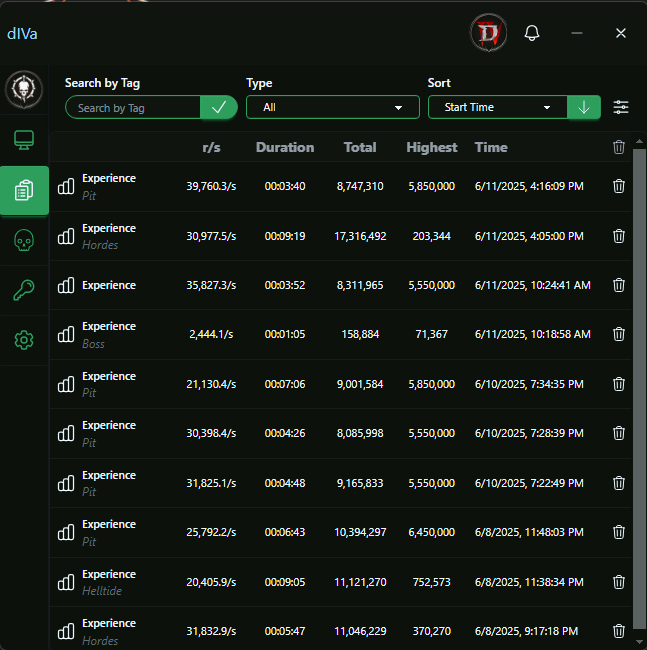 dIVa
Search by Tag Type Sort
Search by Tag All Start Time
r/s Duration Total Highest Time
Experience
Pit 39,760.3/s 00:03:40 8,747,310 5,850,000 6/11/2025, 4:16:09 PM
Experience
Hordes 30,977.5/s 00:09:19 17,316,492 203,344 6/11/2025, 4:05:00 PM
Experience 35,827.3/s 00:03:52 8,311,965 5,550,000 6/11/2025, 10:24:41 AM
Experience
Boss 2,444.1/s 00:01:05 158,884 71,367 6/11/2025, 10:18:58 AM
Experience
Pit 21,130.4/s 00:07:06 9,001,584 5,850,000 6/10/2025, 7:34:35 PM
Experience
Pit 30,398.4/s 00:04:26 8,085,998 5,550,000 6/10/2025, 7:28:39 PM
Experience
Pit 31,825.1/s 00:04:48 9,165,833 5,550,000 6/10/2025, 7:22:49 PM
Experience
Pit 25,792.2/s 00:06:43 10,394,297 6,450,000 6/8/2025, 11:48:03 PM
Experience
Helltide 20,405.9/s 00:09:05 11,121,270 752,573 6/8/2025, 11:38:34 PM
Experience
Hordes 31,832.9/s 00:05:47 11,046,229 370,270 6/8/2025, 9:17:18 PM